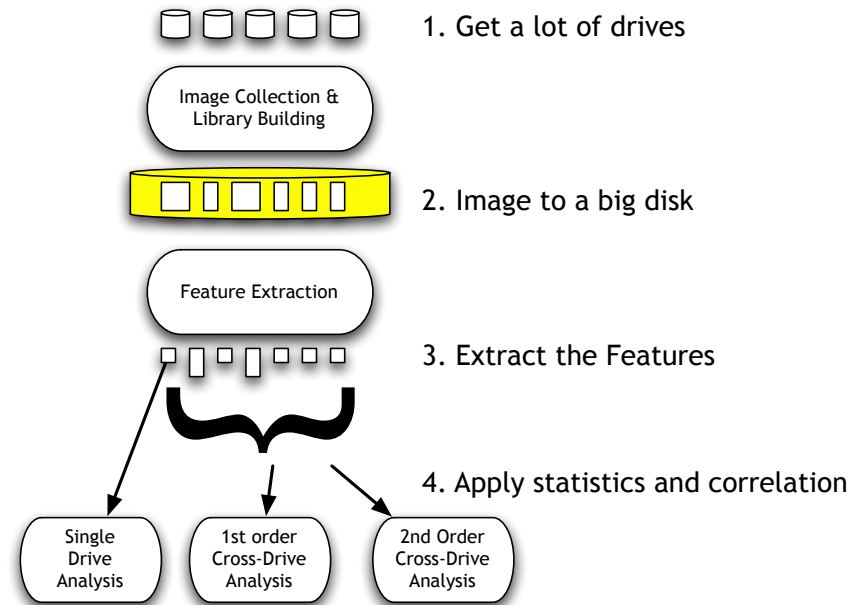 1. Get a lot of drives
Image Collection &
Library Building
2. Image to a big disk
Feature Extraction
3. Extract the Features
4. Apply statistics and correlation
Single
Drive
Analysis
1st order
Cross-Drive
Analysis
2nd Order
Cross-Drive
Analysis